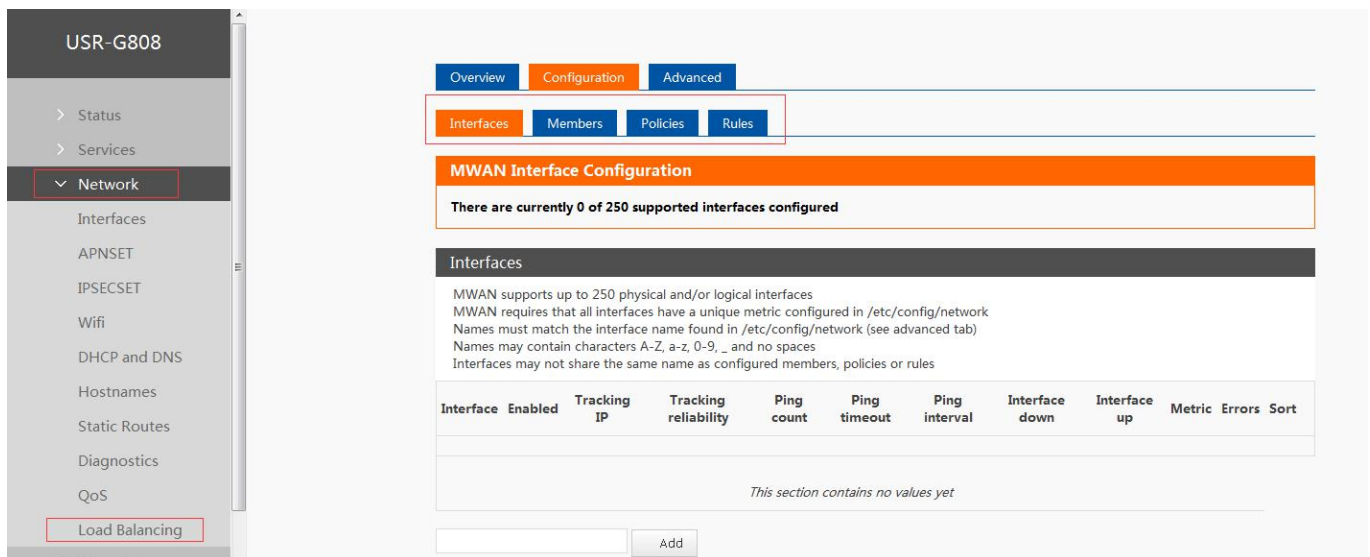 USR-G808
Status
Services
Network
Interfaces
APNSET
IPSECSET
Wifi
DHCP and DNS
Hostnames
Static Routes
Diagnostics
QoS
Load Balancing
Overview Configuration Advanced
Interfaces Members Policies Rules
MWAN Interface Configuration
There are currently 0 of 250 supported interfaces configured
Interfaces
MWAN supports up to 250 physical and/or logical interfaces
MWAN requires that all interfaces have a unique metric configured in /etc/config/network
Names must match the interface name found in /etc/config/network (see advanced tab)
Names may contain characters A-Z, a-z, 0-9, _ and no spaces
Interfaces may not share the same name as configured members, policies or rules
Interface Enabled Tracking IP Tracking reliability Ping count Ping timeout Ping interval Interface down Interface up Metric Errors Sort
This section contains no values yet
Add